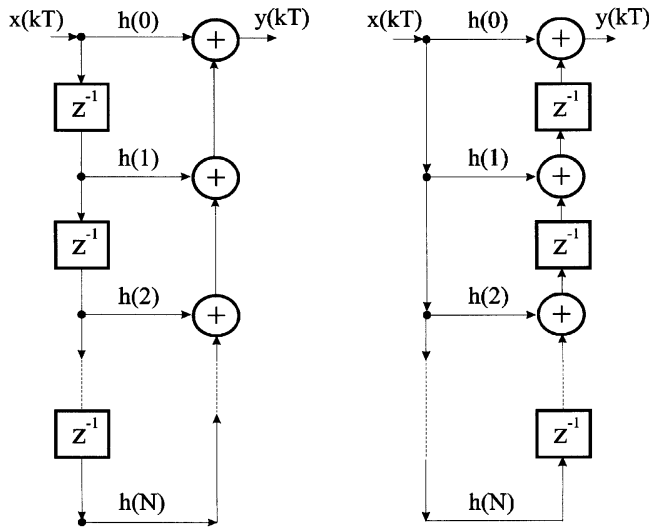 x(kT) h(0) + y(kT)
z⁻¹
h(1) +
z⁻¹
h(2) +
z⁻¹
h(N)
x(kT) h(0) + y(kT)
z⁻¹
h(1) +
z⁻¹
h(2) +
z⁻¹
h(N)